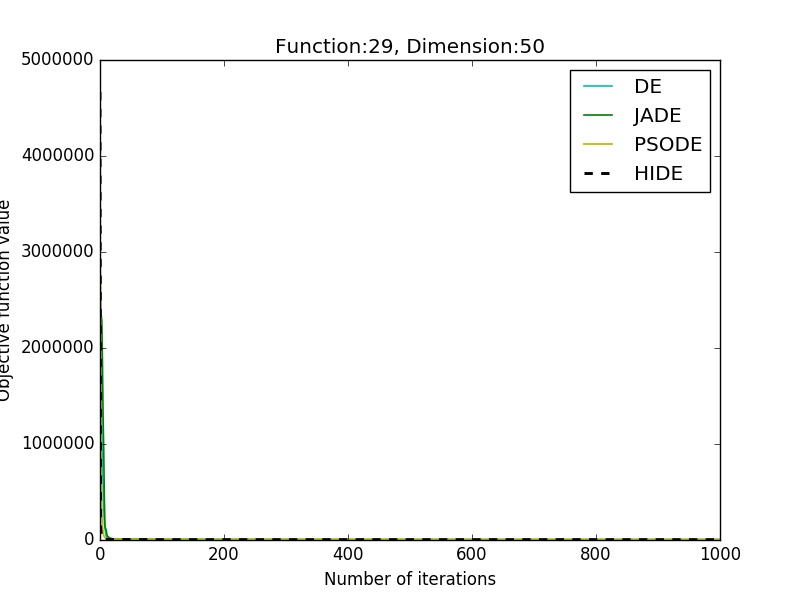 Function:29, Dimension:50
5000000
4000000
3000000
2000000
1000000
0
Objective function value
0 200 400 600 800 1000
Number of iterations
DE
JADE
PSODE
HIDE